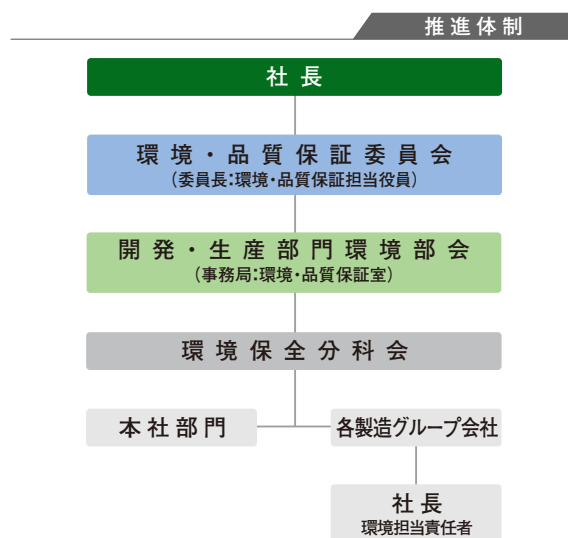 推進体制
社長
環境・品質保証委員会
(委員長:環境・品質保証担当役員)
開発・生産部門環境部会
(事務局:環境・品質保証室)
環境保全分科会
本社部門
各製造グループ会社
社長
環境担当責任者